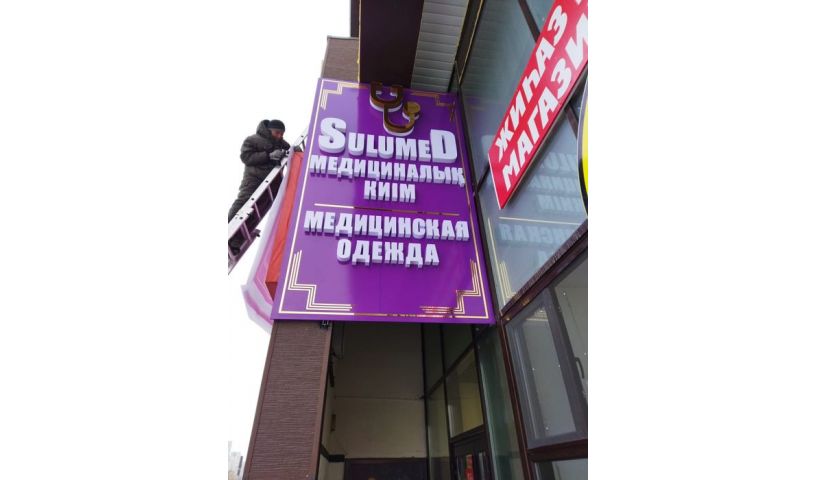 SULUMED
МЕДИЦИНАЛЫҚ
КИІМ
МЕДИЦИНСКАЯ
ОДЕЖДА
ЖИҺАЗ
МАГАЗИ